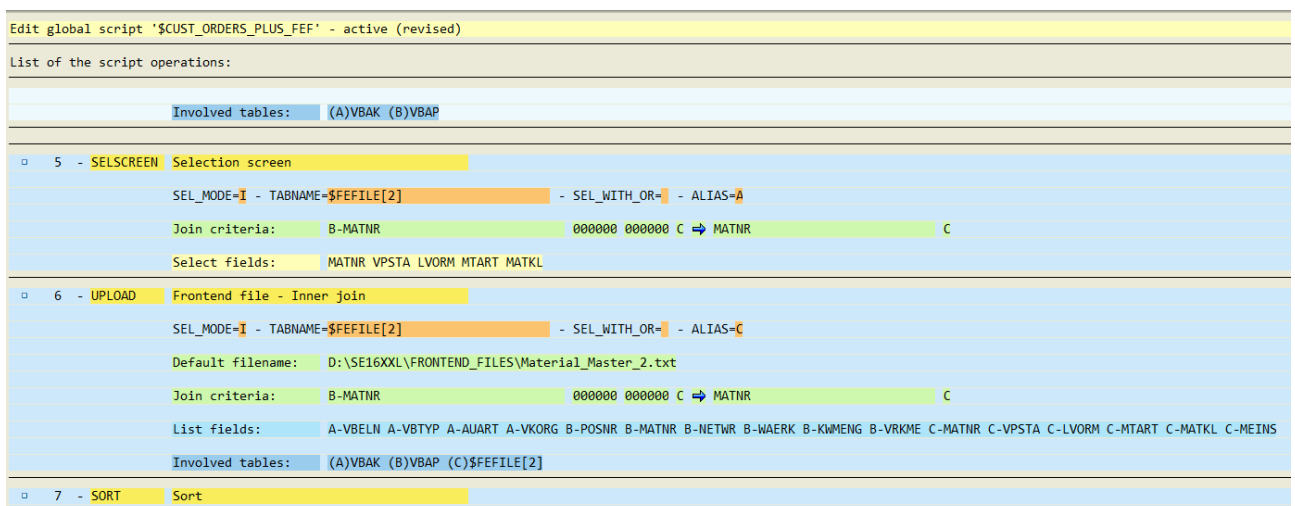 Edit global script '$CUST_ORDERS_PLUS_FEF' - active (revised)
List of the script operations:
Involved tables: (A)VBAK (B)VBAP
5 - SELSCREEN Selection screen
SEL_MODE=I - TABNAME=$FEFILE[2] - SEL_WITH_OR= - ALIAS=A
Join criteria: B-MATNR 000000 000000 C ⇨ MATNR C
Select fields: MATNR VPSTA LVORM MTART MATKL
6 - UPLOAD Frontend file - Inner join
SEL_MODE=I - TABNAME=$FEFILE[2] - SEL_WITH_OR= - ALIAS=C
Default filename: D:\SE16XXL\FRONTEND_FILES\Material_Master_2.txt
Join criteria: B-MATNR 000000 000000 C ⇨ MATNR C
List fields: A-VBELN A-VBTYP A-AUART A-VKORG B-POSNR B-MATNR B-NETWR B-WAERK B-KWMENG B-VRKME C-MATNR C-VPSTA C-LVORM C-MTART C-MATKL C-MEINS
Involved tables: (A)VBAK (B)VBAP (C)$FEFILE[2]
7 - SORT Sort